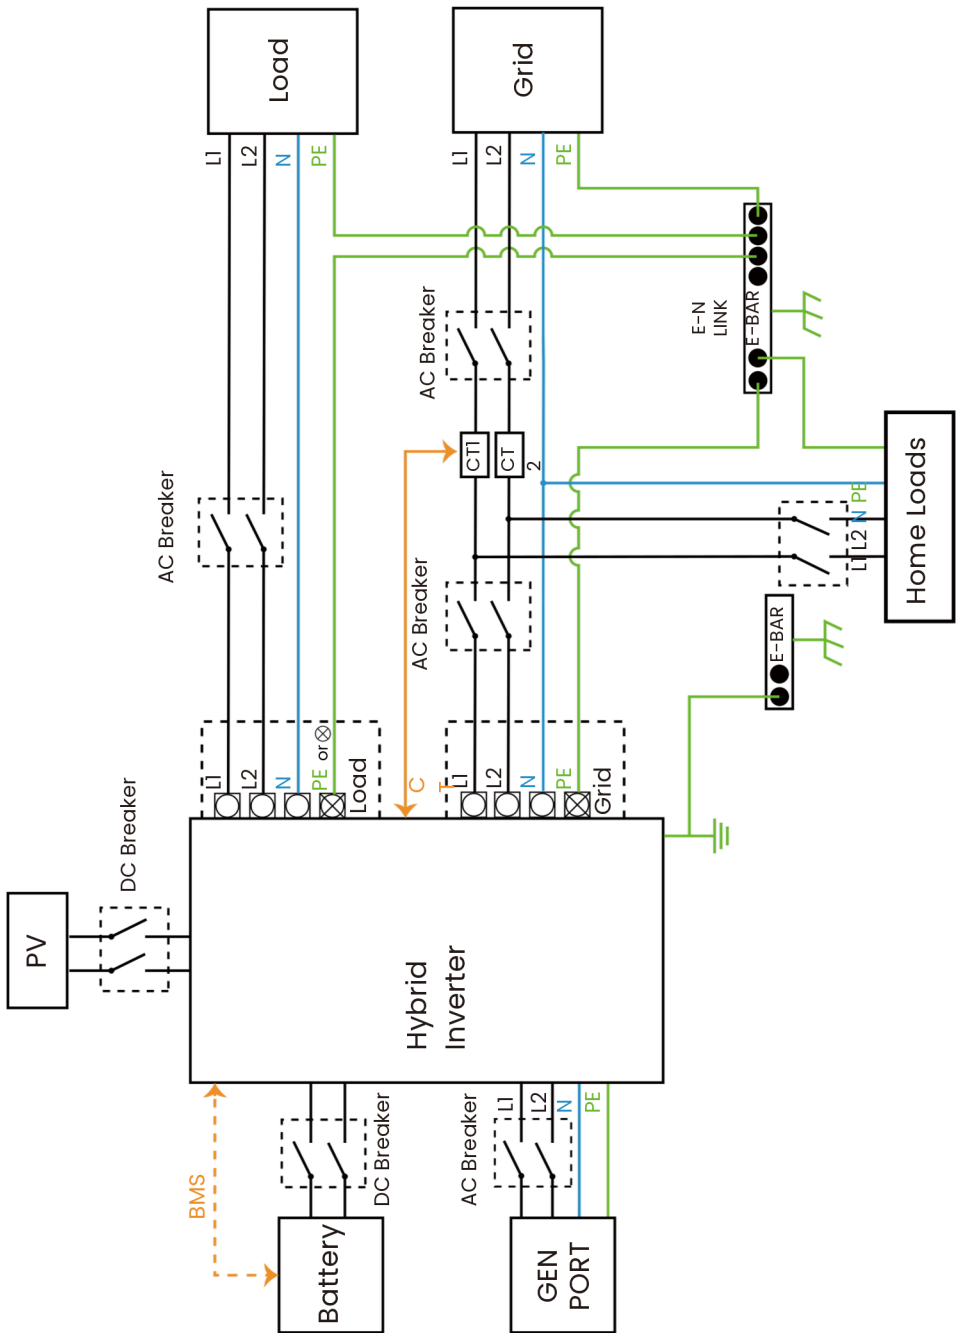 Load
Grid
L1
L2
N
PE
L1
L2
N
PE
E-N
LINK
E-BAR
AC Breaker
CT1
CT
2
AC Breaker
AC Breaker
PE
N
L2
L1
Home Loads
E-BAR
L1
L2
N
PE or
Load
C
T
L1
L2
N
PE
Grid
DC Breaker
PV
Hybrid
Inverter
BMS
DC Breaker
AC Breaker
L1
L2
N
PE
Battery
GEN
PORT